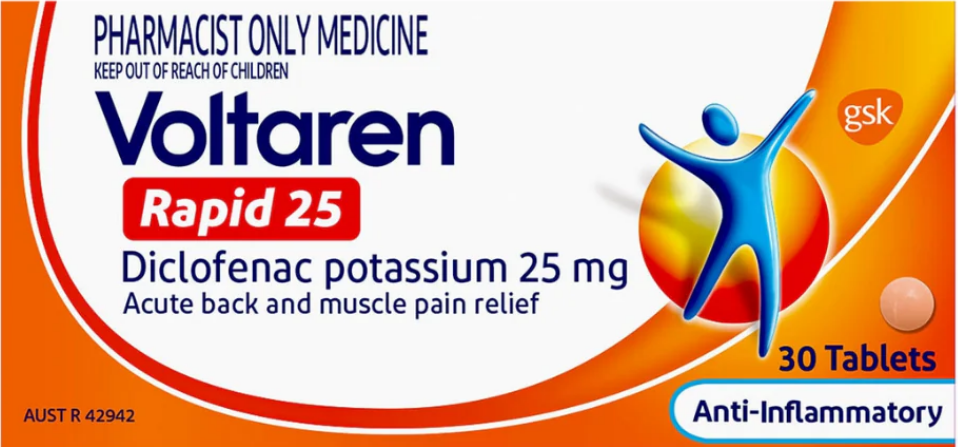 PHARMACIST ONLY MEDICINE
KEEP OUT OF REACH OF CHILDREN
Voltaren
gsk
Rapid 25
Diclofenac potassium 25 mg
Acute back and muscle pain relief
30 Tablets
AUST R 42942
Anti-Inflammatory